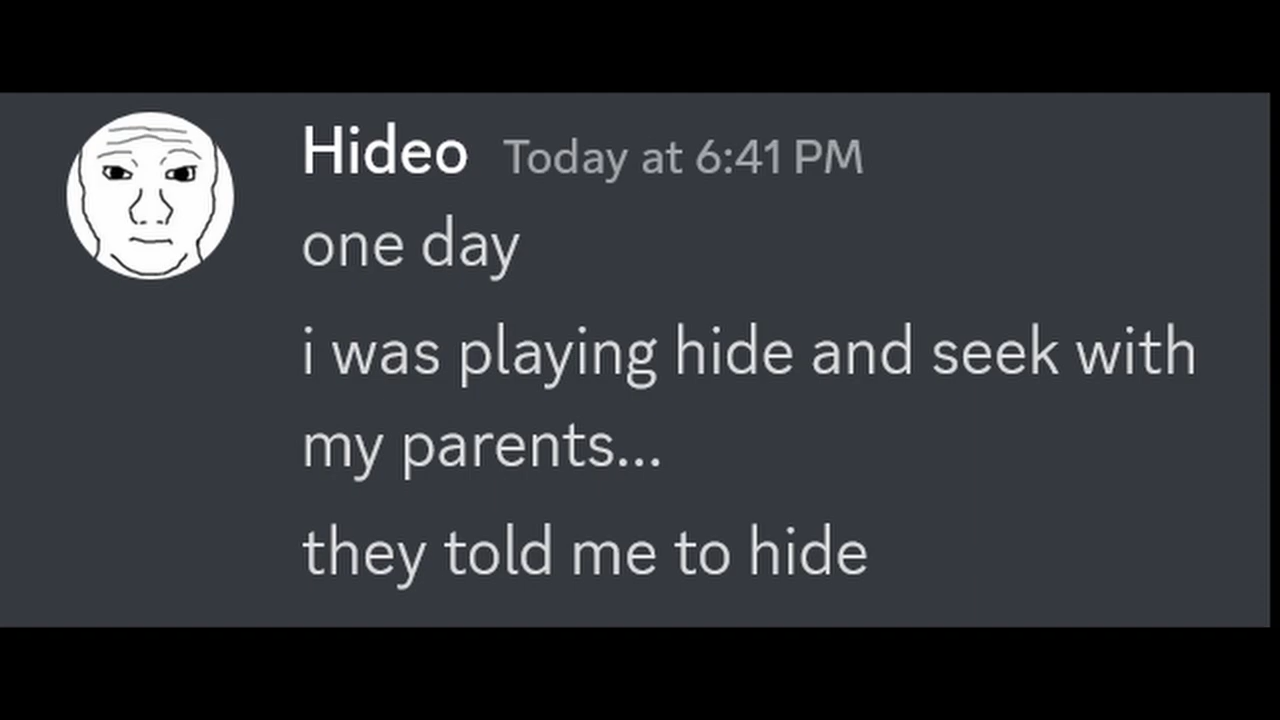 Hideo Today at 6:41 PM
one day
i was playing hide and seek with
my parents...
they told me to hide